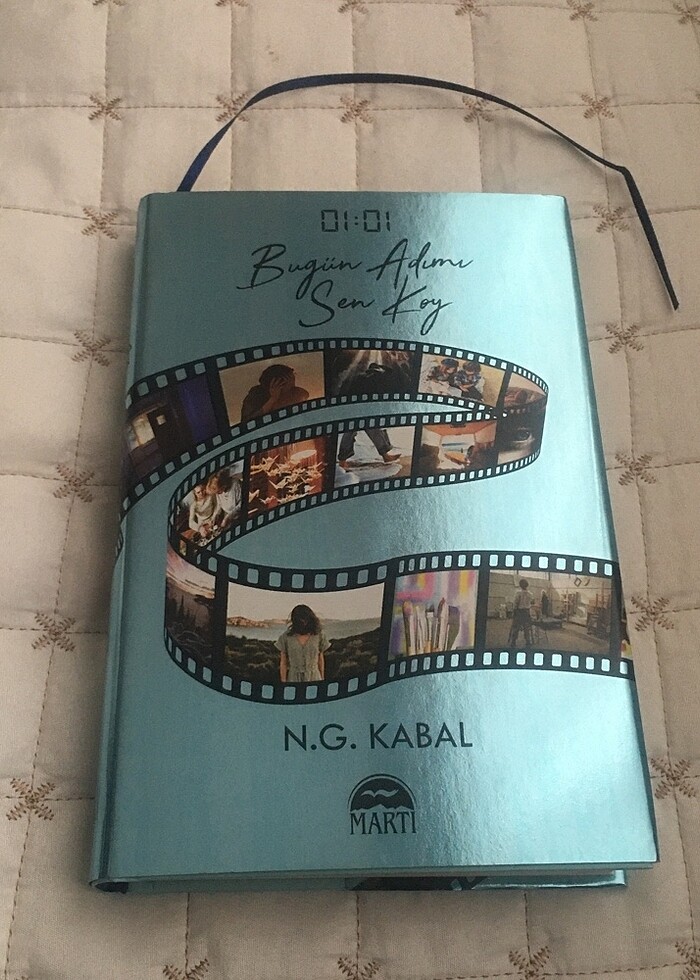 01:01
Bugün Adımı
Sen Koy
N.G. KABAL
MARTI